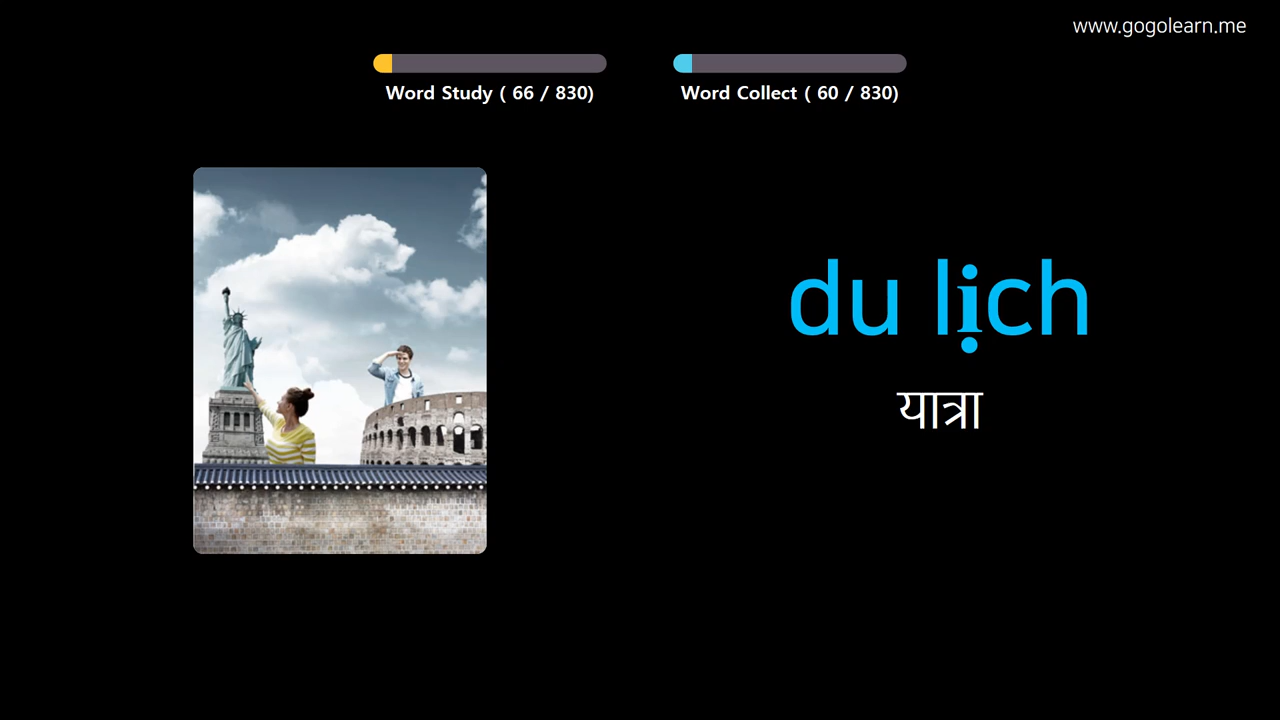 www.gogolearn.me
Word Study ( 66 / 830)
Word Collect ( 60 / 830)
du lịch
यात्रा